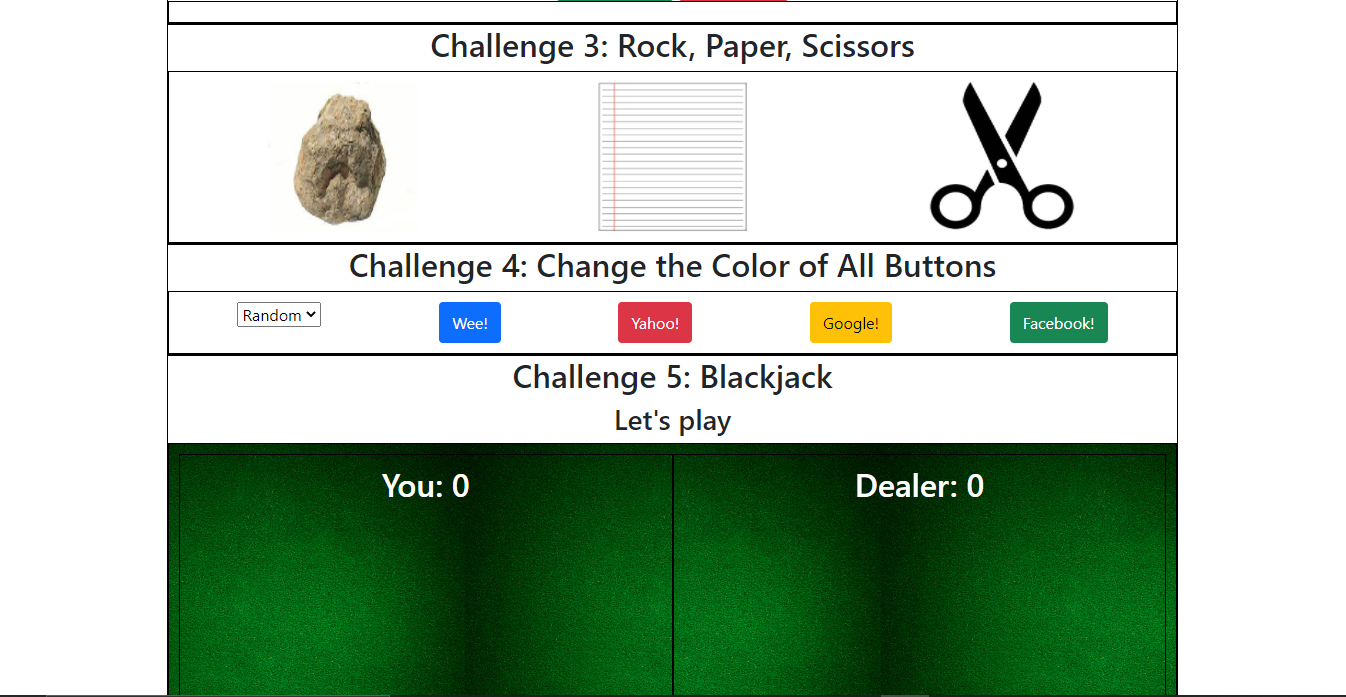 Challenge 3: Rock, Paper, Scissors
Challenge 4: Change the Color of All Buttons
Random Wee! Yahoo! Google! Facebook!
Challenge 5: Blackjack
Let's play
You: 0 Dealer: 0